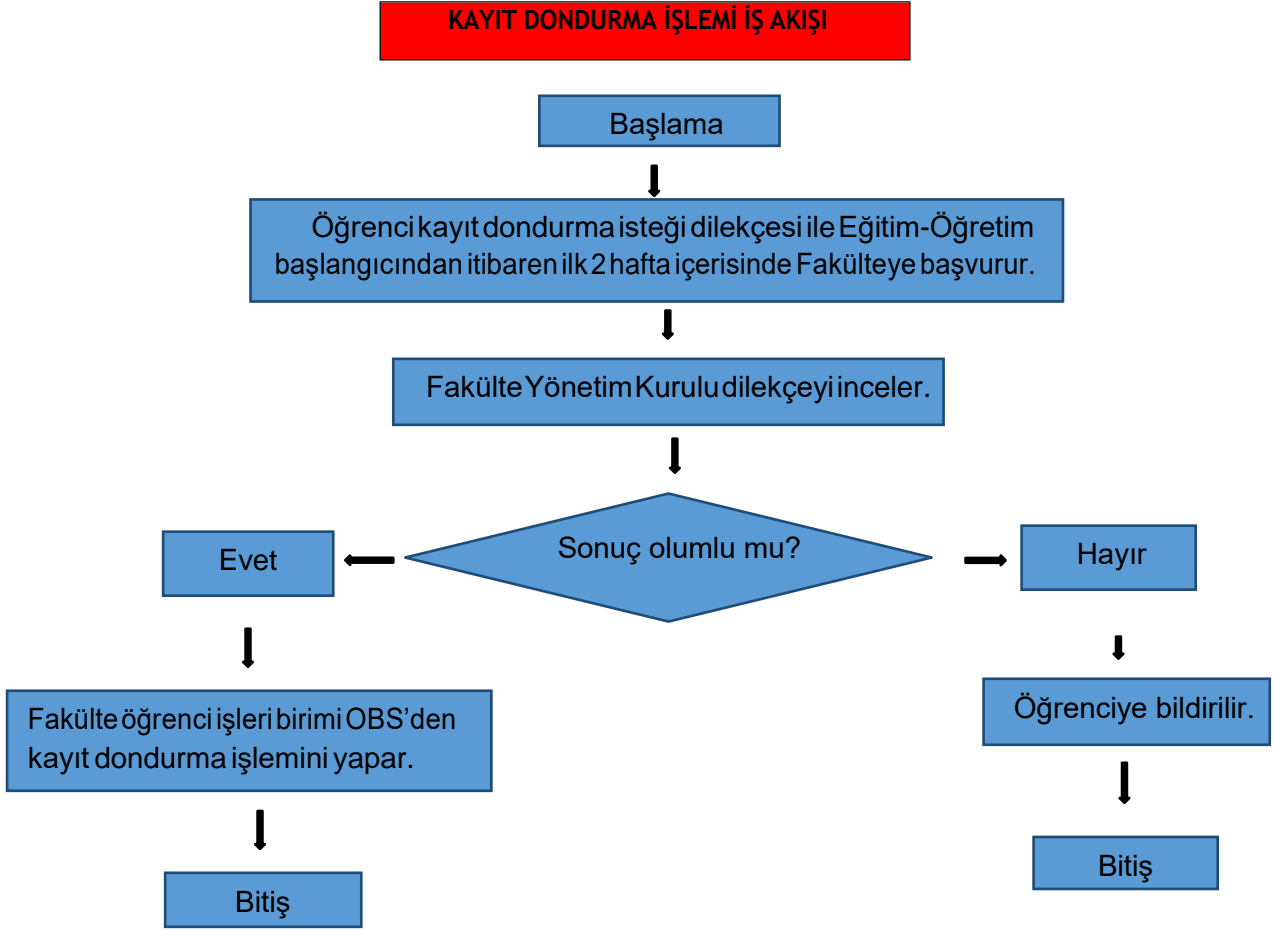 KAYIT DONDURMA İŞLEMİ İŞ AKIŞI
Başlama
Öğrenci kayıt dondurma isteği dilekçesi ile Eğitim-Öğretim
başlangıcından itibaren ilk 2 hafta içerisinde Fakülteye başvurur.
Fakülte Yönetim Kurulu dilekçeyi inceler.
Sonuç olumlu mu?
Evet
Hayır
Fakülte öğrenci işleri birimi OBS’den
kayıt dondurma işlemini yapar.
Öğrenciye bildirilir.
Bitiş
Bitiş